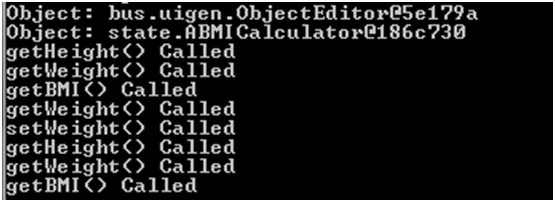 Object: bus.uigen.ObjectEditor@5e179a
Object: state.ABMICalculator@186c730
getHeight() Called
getWeight() Called
getBMI() Called
getWeight() Called
setWeight() Called
getHeight() Called
getWeight() Called
getBMI() Called